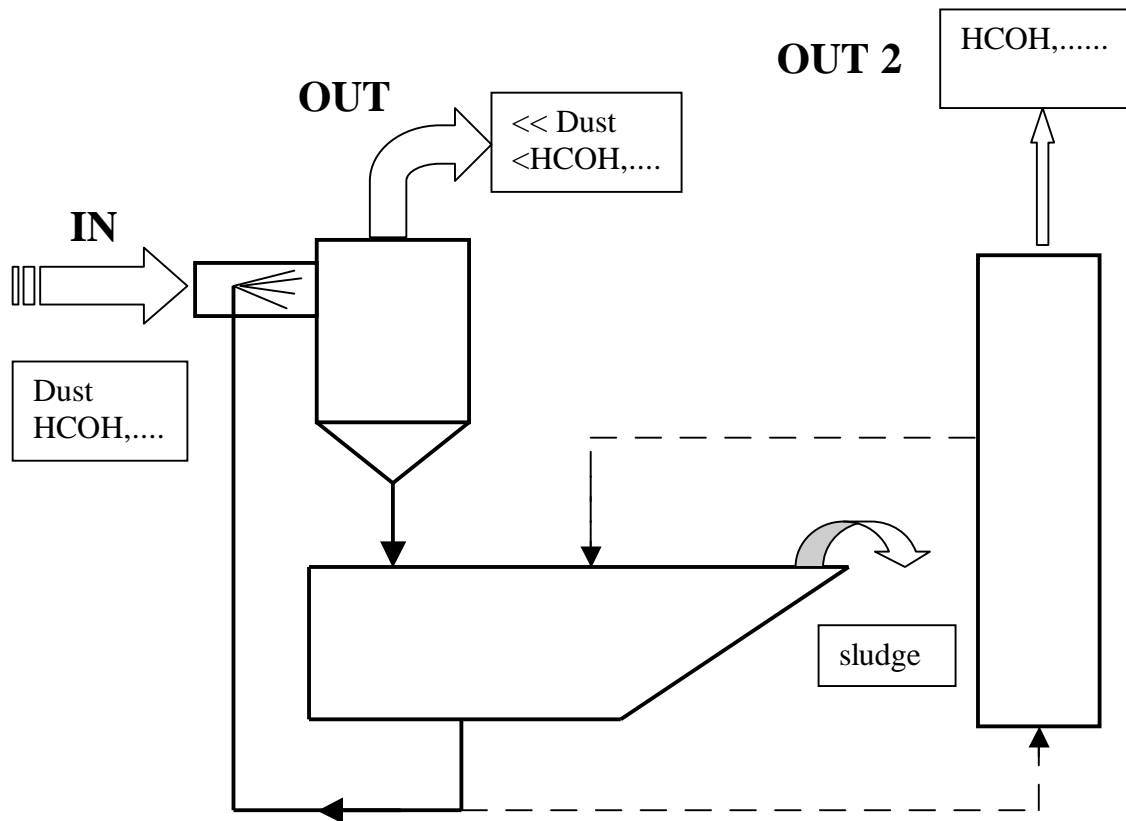 HCOH,......
OUT 2
OUT
<< Dust
<HCOH,....
IN
Dust
HCOH,....
sludge